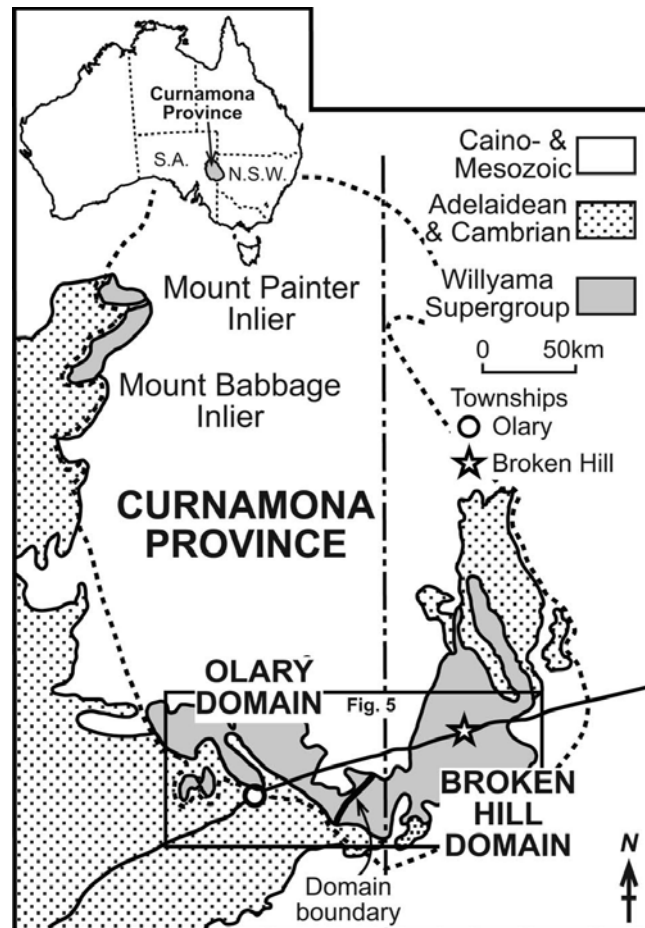 Curnamona
Province
S.A.
N.S.W.
Caino- &
Mesozoic
Adelaidean
& Cambrian
Willyama
Supergroup
0 50km
Townships
Olary
Broken Hill
Mount Painter
Inlier
Mount Babbage
Inlier
CURNAMONA
PROVINCE
OLARY
DOMAIN
Fig. 5
BROKEN
HILL
DOMAIN
Domain
boundary
N